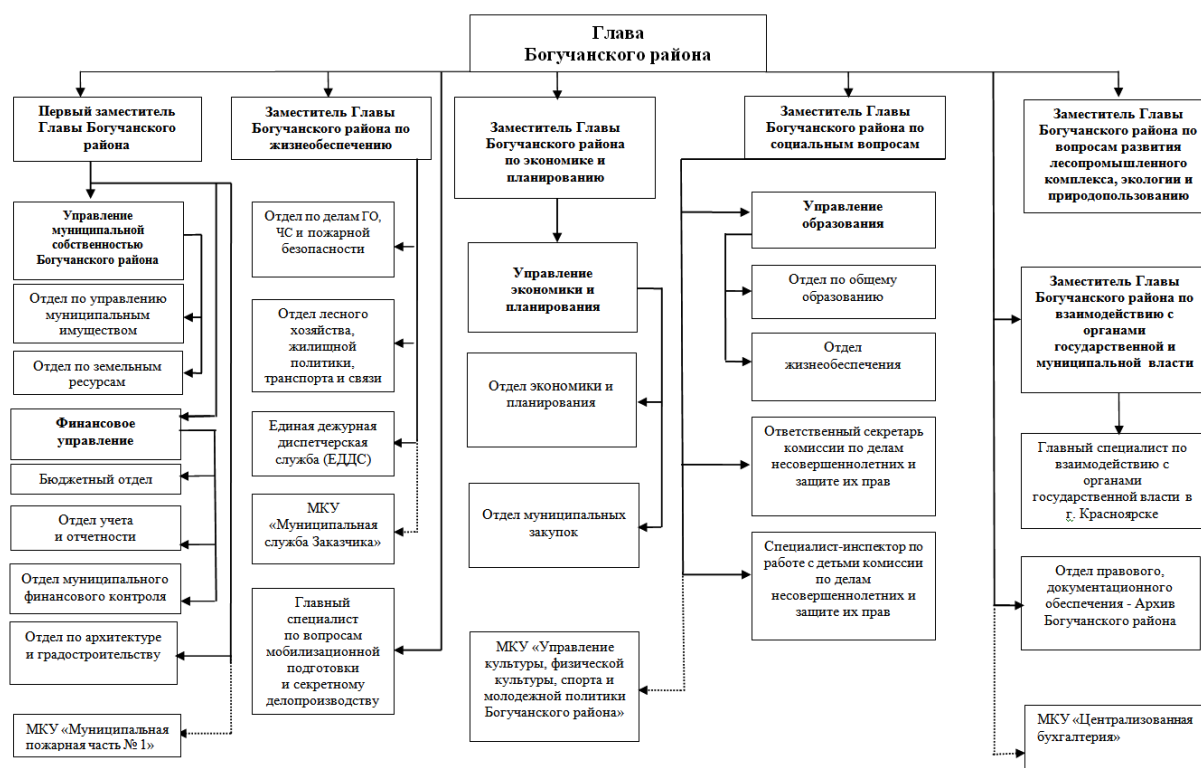 Глава
Богучанского района
Первый заместитель
Главы Богучанского
района
Управление
муниципальной
собственностью
Богучанского района
Отдел по управлению
муниципальным
имуществом
Отдел по земельным
ресурсам
Финансовое
управление
Бюджетный отдел
Отдел учета
и отчетности
Отдел муниципального
финансового контроля
Отдел по архитектуре
и градостроительству
МКУ «Муниципальная
пожарная часть № 1»
Заместитель Главы
Богучанского района по
жизнеобеспечению
Отдел по делам ГО,
ЧС и пожарной
безопасности
Отдел лесного
хозяйства,
жилищной
политики,
транспорта и связи
Единая дежурная
диспетчерская
служба (ЕДДС)
МКУ
«Муниципальная
служба Заказчика»
Главный
специалист
по вопросам
мобилизационной
подготовки
и секретному
делопроизводству
Заместитель Главы
Богучанского района
по экономике и
планированию
Управление
экономики и
планирования
Отдел экономики и
планирования
Отдел муниципальных
закупок
МКУ «Управление
культуры, физической
культуры, спорта и
молодежной политики
Богучанского района»
Заместитель Главы
Богучанского района по
социальным вопросам
Управление
образования
Отдел по общему
образованию
Отдел
жизнеобеспечения
Ответственный секретарь
комиссии по делам
несовершеннолетних и
защите их прав
Специалист-инспектор по
работе с детьми комиссии
по делам
несовершеннолетних и
защите их прав
Заместитель Главы
Богучанского района по
вопросам развития
лесопромышленного
комплекса, экологии и
природопользованию
Заместитель Главы
Богучанского района по
взаимодействию с
органами
государственной и
муниципальной власти
Главный специалист по
взаимодействию с
органами
государственной власти в
г. Красноярске
Отдел правового,
документационного
обеспечения - Архив
Богучанского района
МКУ «Централизованная
бухгалтерия»